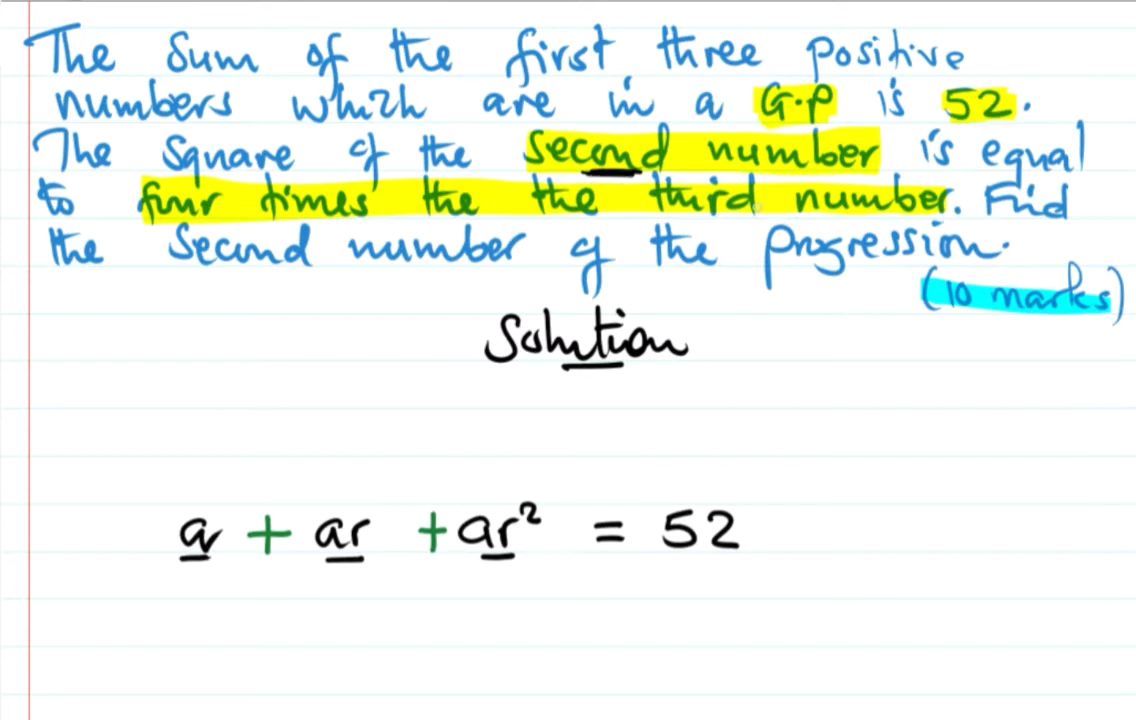 The Sum of the first three positive
numbers which are in a G.P is 52.
The Square of the second number is equal
to four times the the third number. Find
the Second number of the progression.
(10 marks)
Solution
a + ar + ar² = 52